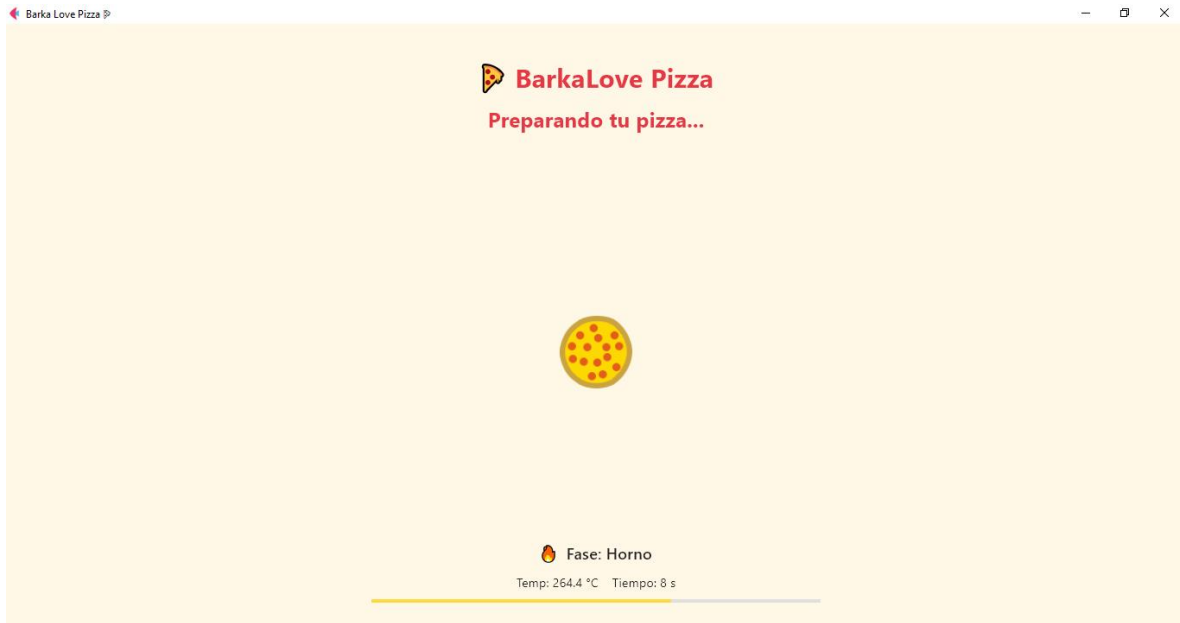 Barka Love Pizza
BarkaLove Pizza
Preparando tu pizza...
Fase: Horno
Temp: 264.4 °C Tiempo: 8 s